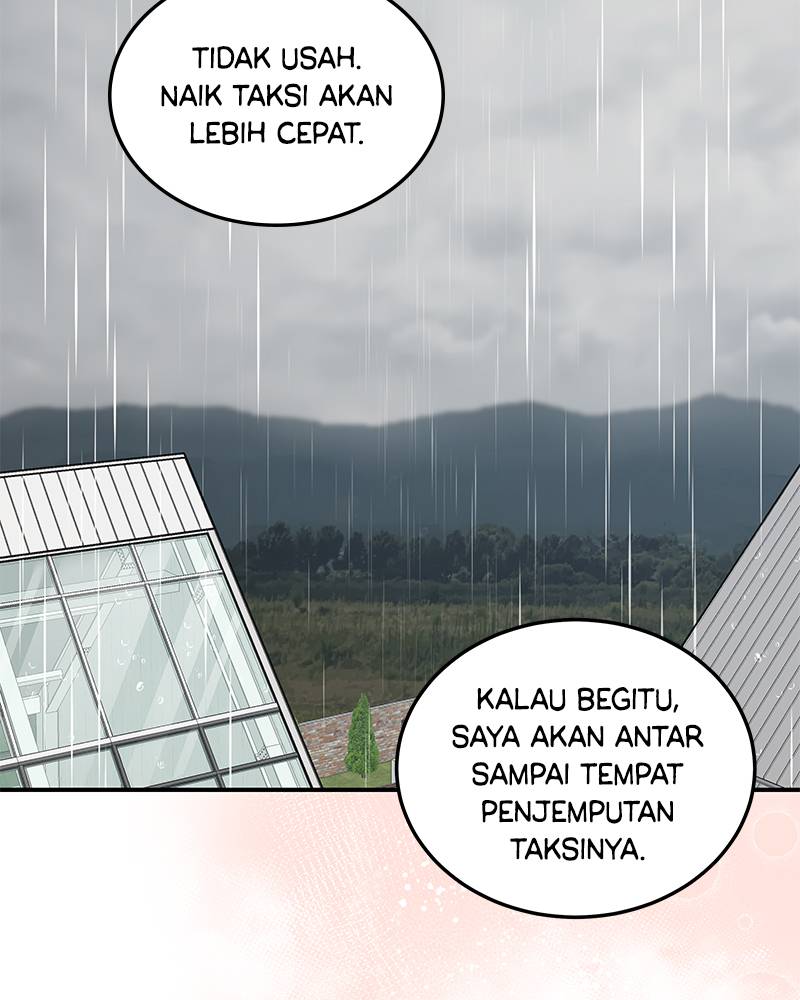 TIDAK USAH.
NAIK TAKSI AKAN
LEBIH CEPAT.
KALAU BEGITU,
SAYA AKAN ANTAR
SAMPAI TEMPAT
PENJEMPUTAN
TAKSINYA.